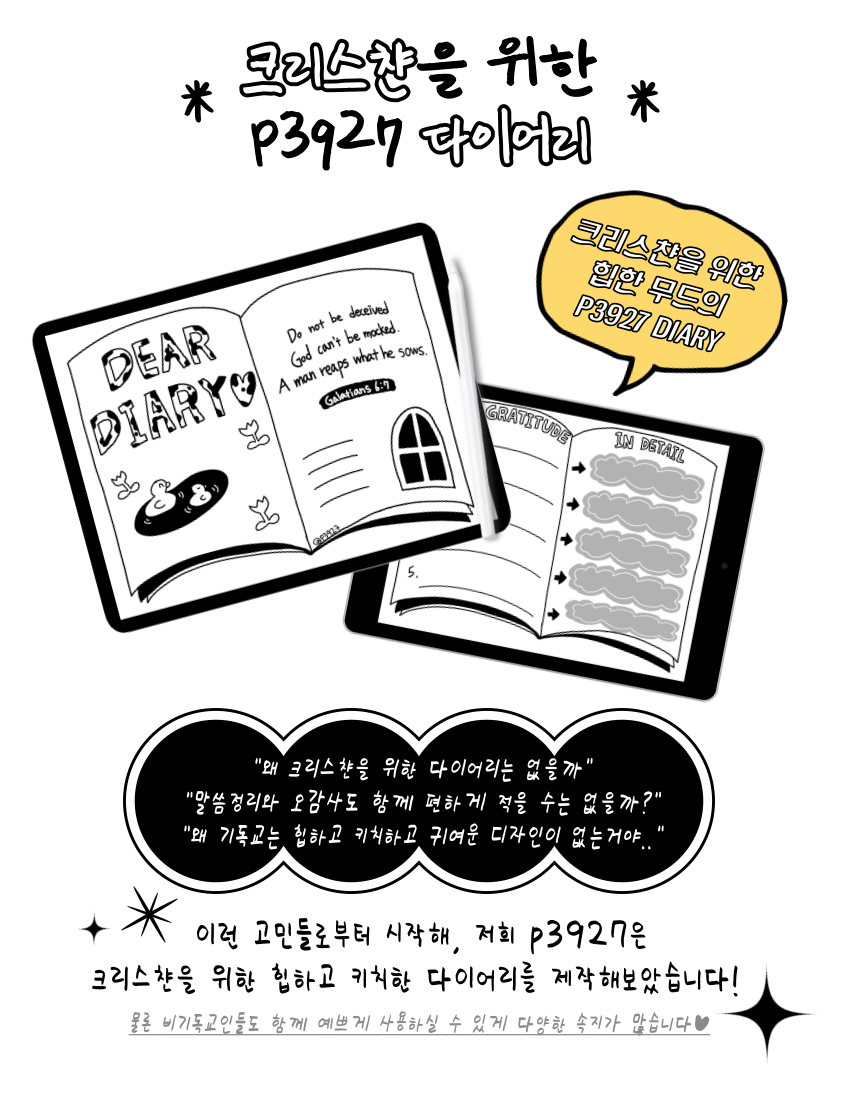 크리스챤을 위한
p3927 다이어리
크리스챤을 위한
힙한 무드의
P3927 DIARY
DEAR
DIARY
Do not be deceived
God can't be mocked.
A man reaps what he sows.
Galatians 6:7
@p3927
GRATITUDE
IN DETAIL
5.
"왜 크리스챤을 위한 다이어리는 없을까"
"말씀정리와 오감사도 함께 편하게 적을 수는 없을까?"
"왜 기독교는 힙하고 키치하고 귀여운 디자인이 없는거야.."
이런 고민들로부터 시작해, 저희 p3927은
크리스챤을 위한 힙하고 키치한 다이어리를 제작해보았습니다!
물론 비기독교인들도 함께 예쁘게 사용하실 수 있게 다양한 속지가 많습니다